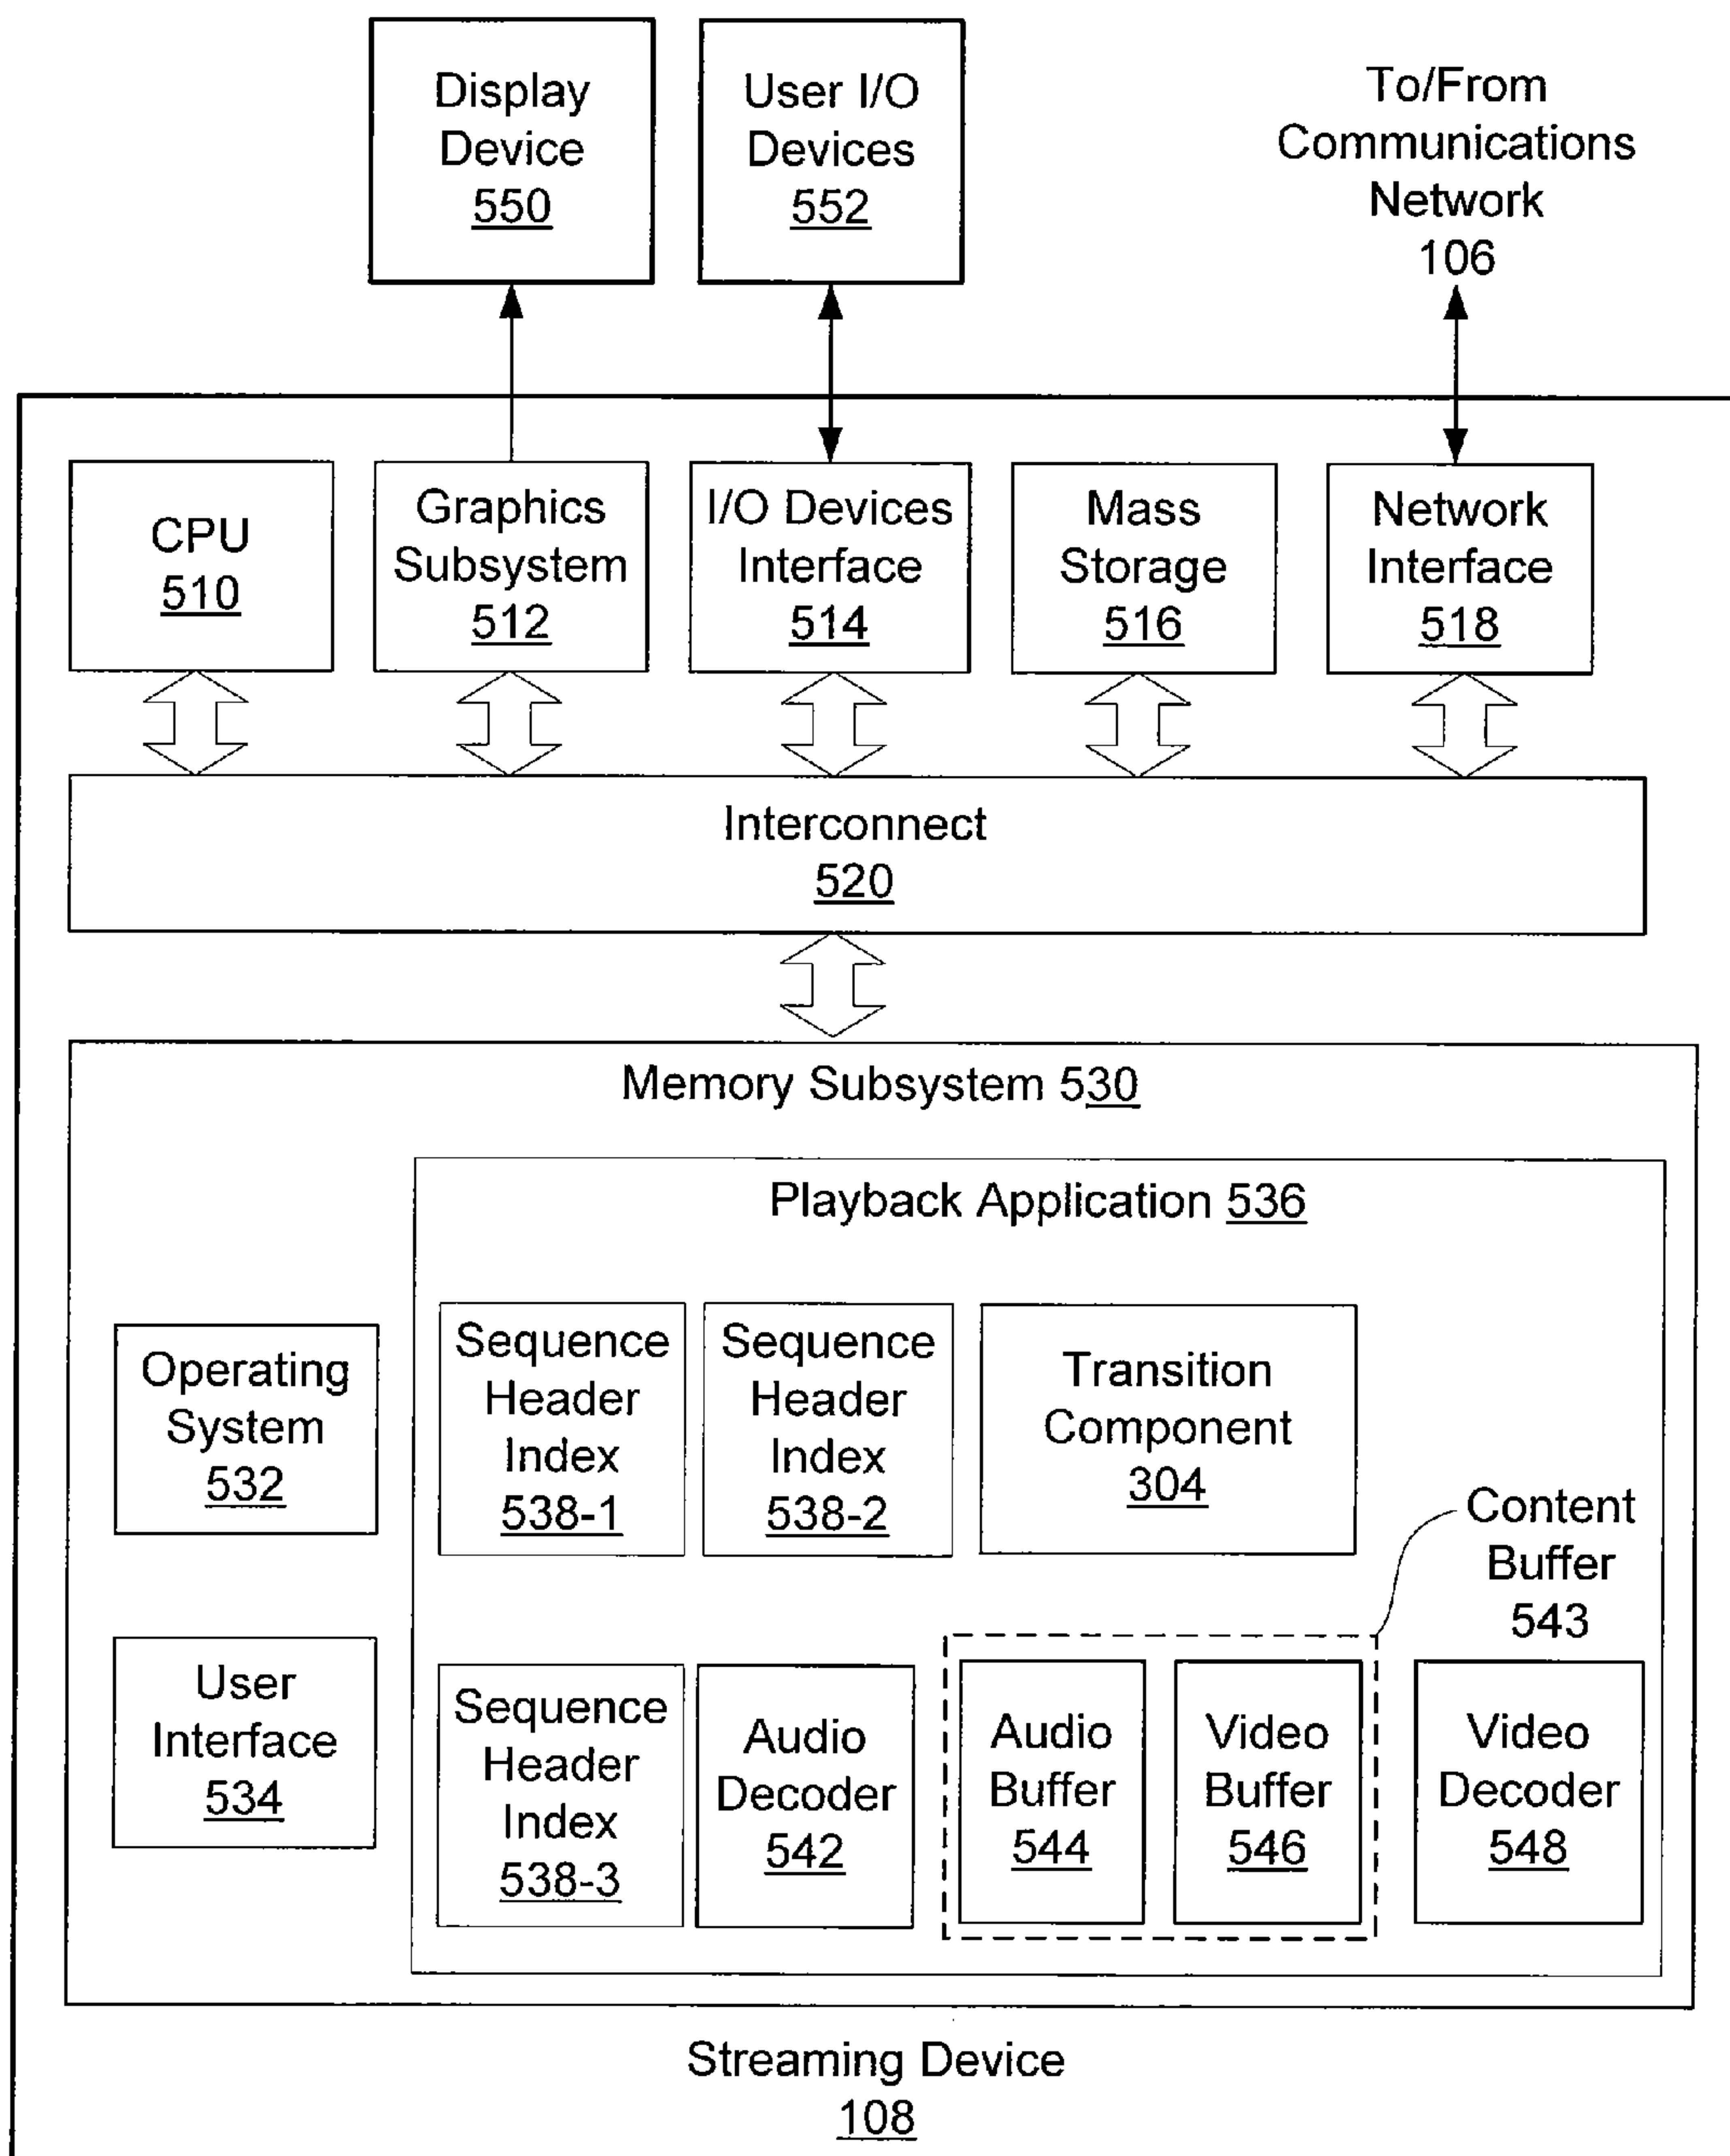 Display
Device
550
User I/O
Devices
552
To/From
Communications
Network
106
CPU
510
Graphics
Subsystem
512
I/O Devices
Interface
514
Mass
Storage
516
Network
Interface
518
Interconnect
520
Memory Subsystem 530
Playback Application 536
Operating
System
532
Sequence
Header
Index
538-1
Sequence
Header
Index
538-2
Transition
Component
304
Content
Buffer
543
User
Interface
534
Sequence
Header
Index
538-3
Audio
Decoder
542
Audio
Buffer
544
Video
Buffer
546
Video
Decoder
548
Streaming Device
108